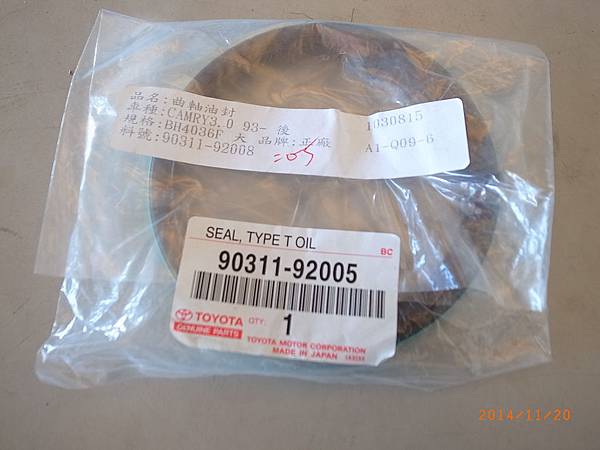 品名:曲軸油封
車種:CAMRY3.0 93- 後 1030815
規格:BH4036F 大 品牌:正廠
料號:90311-92008 A1-Q09-6
205
SEAL, TYPE T OIL
BC
90311-92005
TOYOTA
GENUINE PARTS
QTY: 1
TOYOTA MOTOR CORPORATION
MADE IN JAPAN
2014/11/20